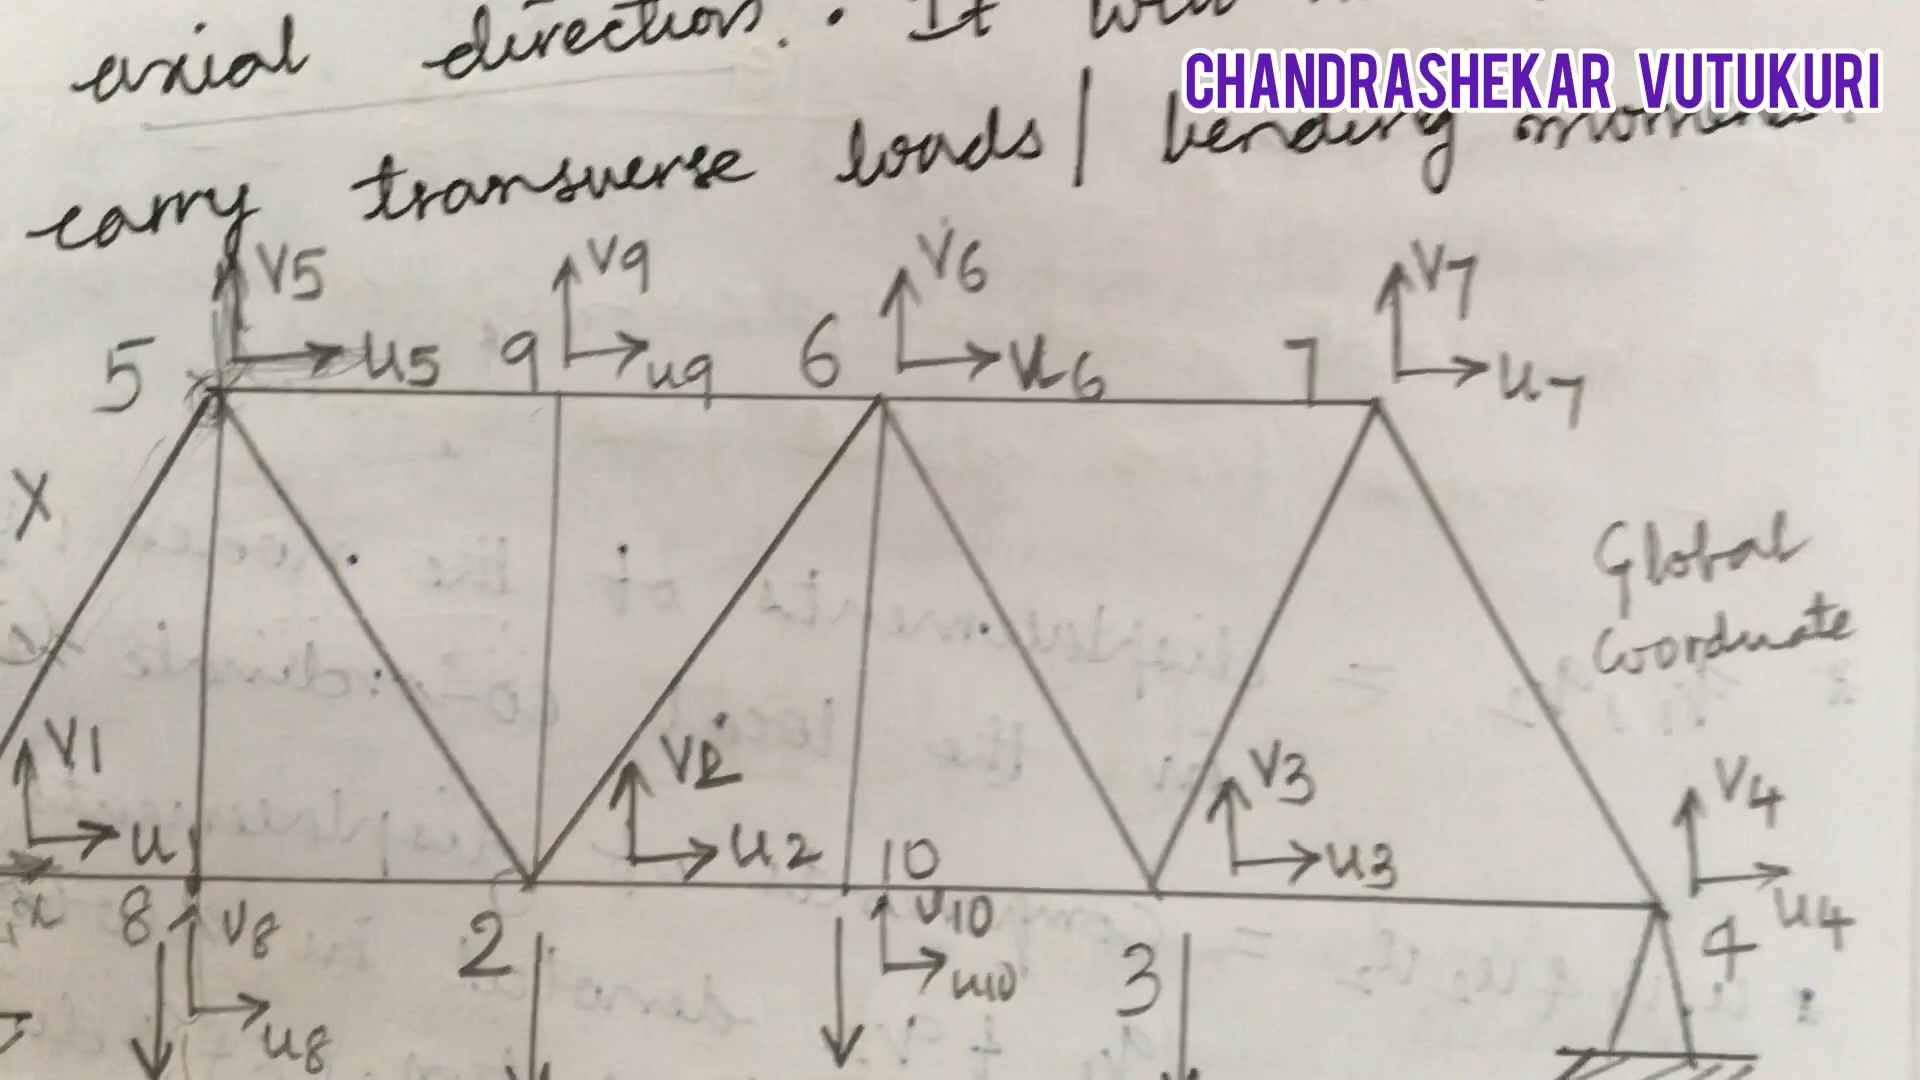 axial direction. • It
CHANDRASHEKAR VUTUKURI
carry transverse loads / bending
v5 v9 v6 v7
5 u5 9 u9 6 u6 7 u7
X
Global
Coordinate
v1 v2 v3 v4
u1 u2 u3 u4
8 v8 2 10 v10 3 4
u8 u10